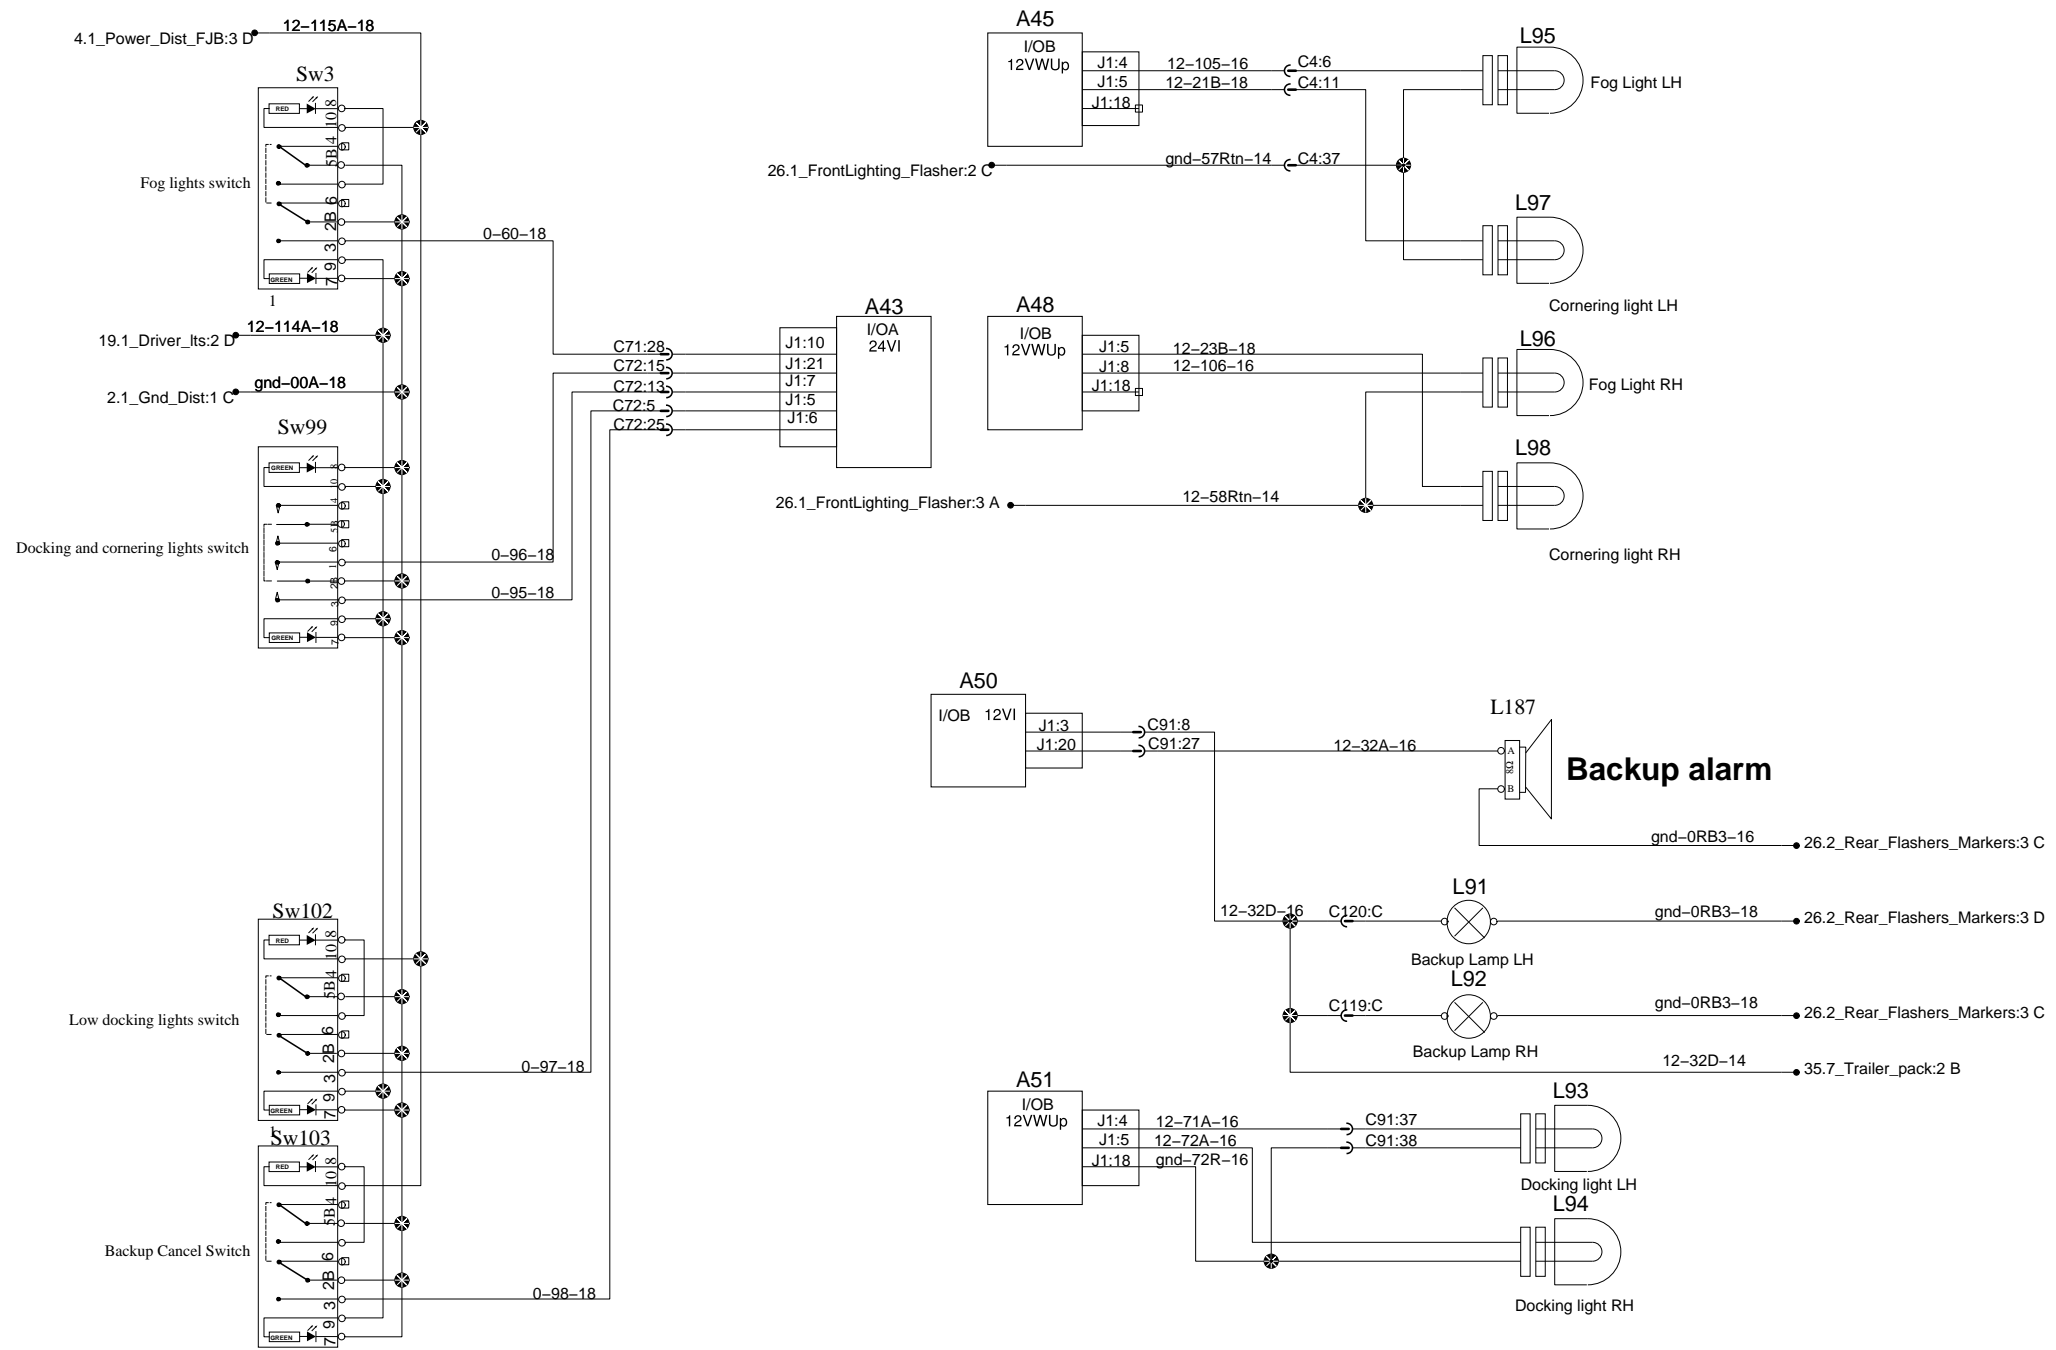 12-115A-18
4.1_Power_Dist_FJB:3 D
Sw3
RED
8
10
4
5B
Fog lights switch
6
2B
3
9
GREEN
7
1
0-60-18
12-114A-18
19.1_Driver_lts:2 D
gnd-00A-18
2.1_Gnd_Dist:1 C
Sw99
GREEN
8
0
4
5B
Docking and cornering lights switch
6
1
2B
3
9
GREEN
7
0-96-18
0-95-18
Sw102
RED
8
10
4
5B
Low docking lights switch
6
2B
3
9
GREEN
7
1
0-97-18
Sw103
RED
8
10
4
5B
Backup Cancel Switch
6
2B
3
9
GREEN
7
0-98-18
A43
I/OA
24VI
C71:28
J1:10
C72:15
J1:21
C72:13
J1:7
C72:5
J1:5
C72:25
J1:6
A45
I/OB
12VWUp
J1:4
12-105-16
C4:6
J1:5
12-21B-18
C4:11
J1:18
L95
Fog Light LH
26.1_FrontLighting_Flasher:2 C
gnd-57Rtn-14
C4:37
L97
Cornering light LH
A48
I/OB
12VWUp
J1:5
12-23B-18
J1:8
12-106-16
J1:18
L96
Fog Light RH
L98
26.1_FrontLighting_Flasher:3 A
12-58Rtn-14
Cornering light RH
A50
I/OB 12VI
J1:3
C91:8
J1:20
C91:27
12-32A-16
L187
A
8Ω
B
Backup alarm
gnd-0RB3-16
26.2_Rear_Flashers_Markers:3 C
L91
12-32D-16
C120:C
gnd-0RB3-18
26.2_Rear_Flashers_Markers:3 D
Backup Lamp LH
L92
C119:C
gnd-0RB3-18
26.2_Rear_Flashers_Markers:3 C
Backup Lamp RH
12-32D-14
35.7_Trailer_pack:2 B
A51
I/OB
12VWUp
J1:4
12-71A-16
C91:37
J1:5
12-72A-16
C91:38
J1:18
gnd-72R-16
L93
Docking light LH
L94
Docking light RH